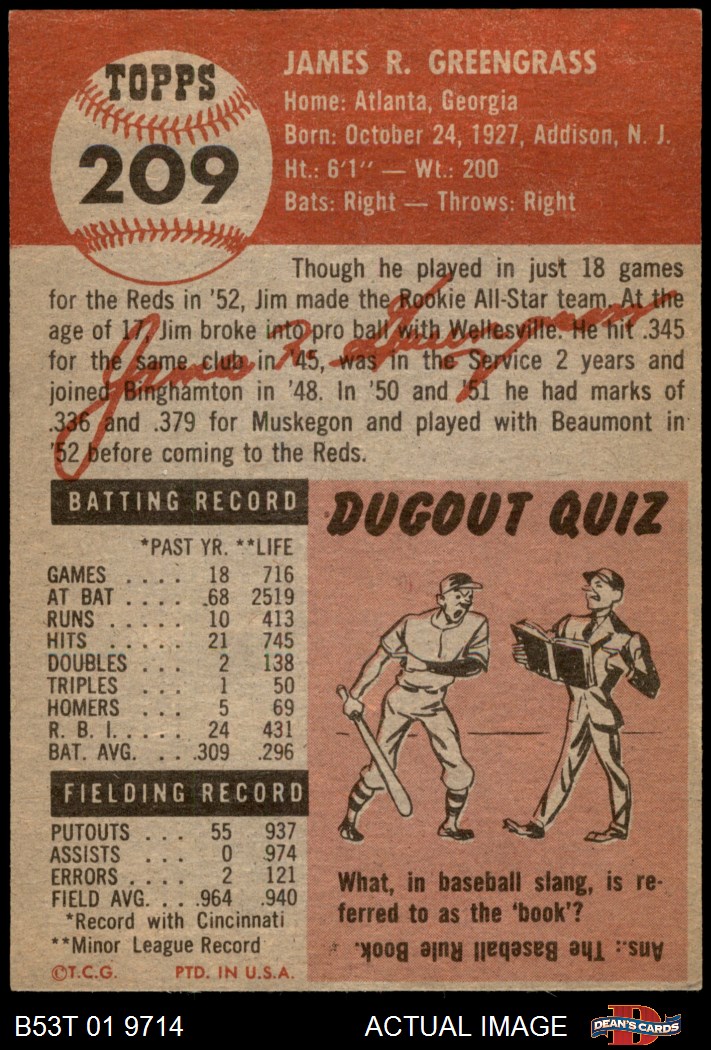 TOPPS
209
JAMES R. GREENGRASS
Home: Atlanta, Georgia
Born: October 24, 1927, Addison, N. J.
Ht.: 6'1" — Wt.: 200
Bats: Right — Throws: Right
Though he played in just 18 games
for the Reds in '52, Jim made the Rookie All-Star team. At the
age of 17, Jim broke into pro ball with Wellesville. He hit .345
for the same club in '45, was in the Service 2 years and
joined Binghamton in '48. In '50 and '51 he had marks of
.336 and .379 for Muskegon and played with Beaumont in
'52 before coming to the Reds.
James R. Greengrass
BATTING RECORD
*PAST YR. **LIFE
GAMES . . . . 18 716
AT BAT . . . . 68 2519
RUNS . . . . 10 413
HITS . . . . . 21 745
DOUBLES . . . 2 138
TRIPLES . . . 1 50
HOMERS . . . 5 69
R. B. I. . . . . 24 431
BAT. AVG. . . .309 .296
FIELDING RECORD
PUTOUTS . . . 55 937
ASSISTS . . . 0 974
ERRORS . . . . 2 121
FIELD AVG. . . .964 .940
*Record with Cincinnati
**Minor League Record
©T.C.G. PTD. IN U.S.A.
DUGOUT QUIZ
What, in baseball slang, is re-
ferred to as the 'book'?
Ans.: The Baseball Rule Book.
B53T 01 9714 ACTUAL IMAGE
D
DEAN'S CARDS